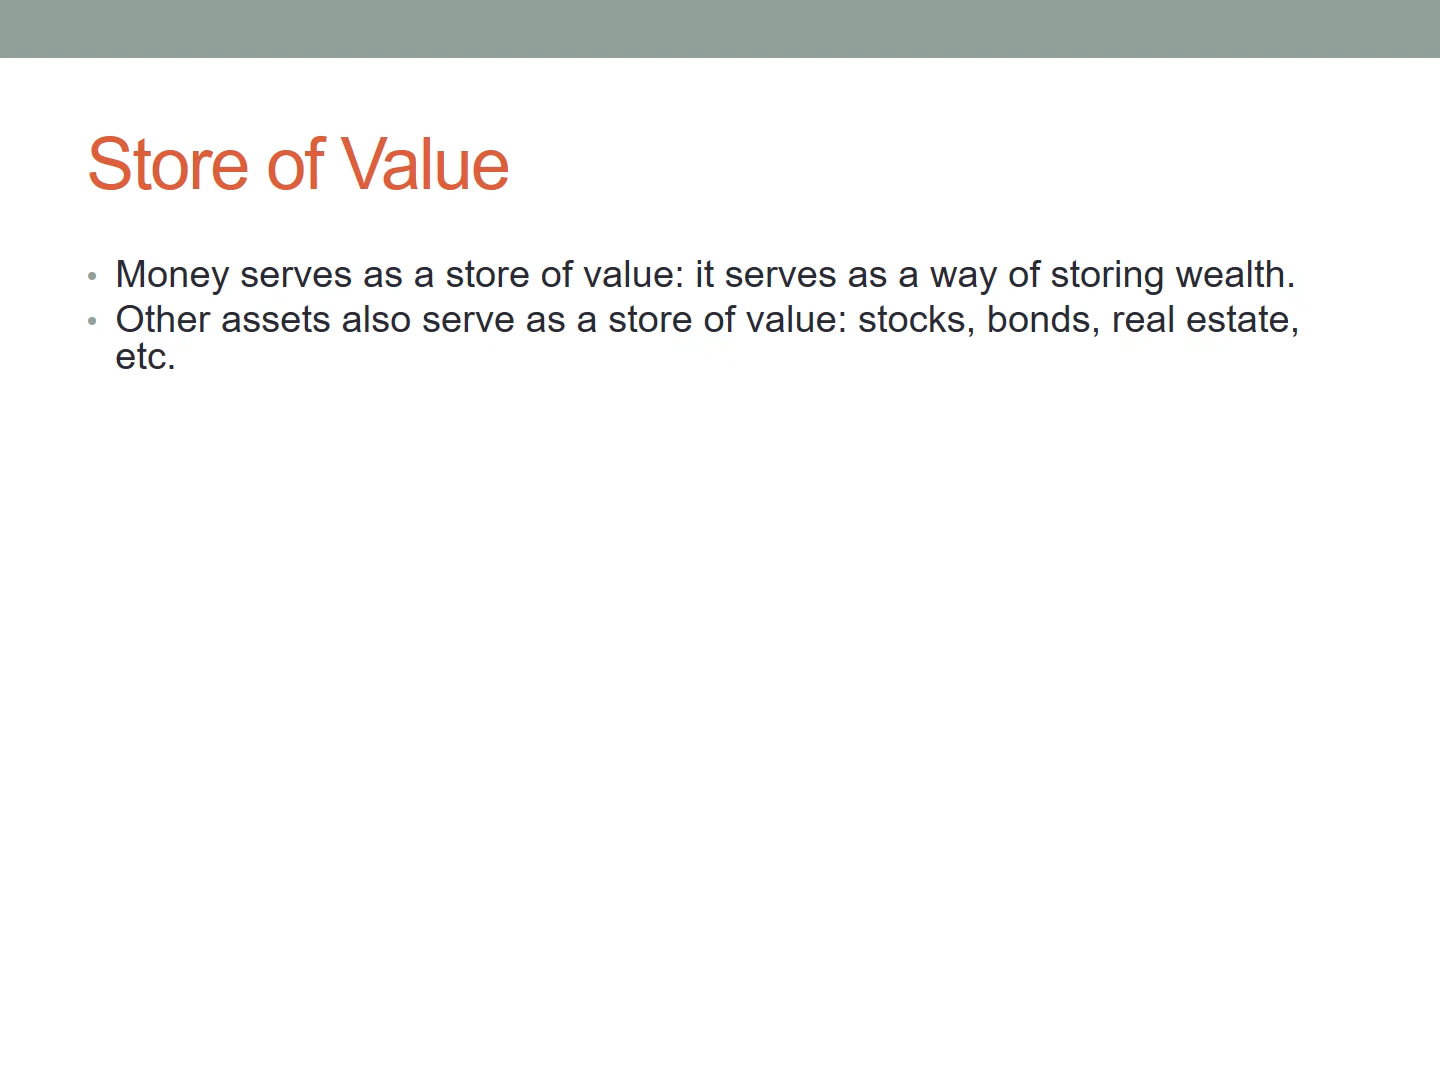 Store of Value
• Money serves as a store of value: it serves as a way of storing wealth.
• Other assets also serve as a store of value: stocks, bonds, real estate,
etc.